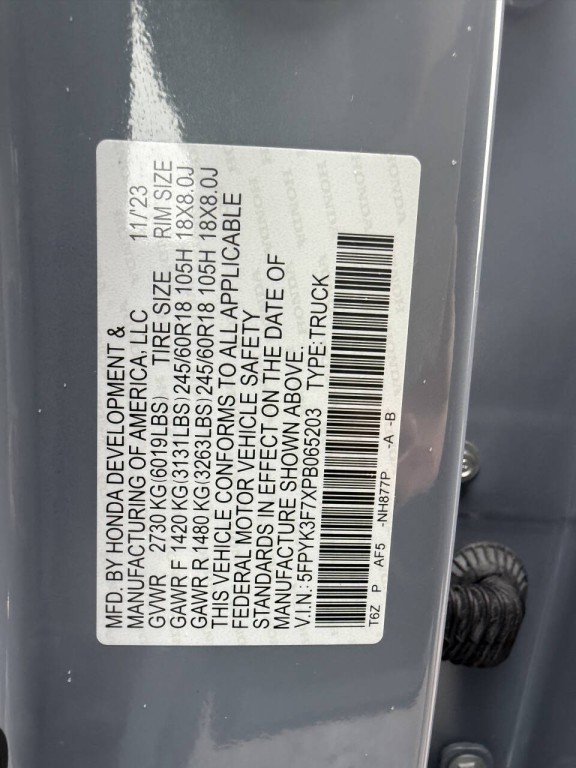 MFD. BY HONDA DEVELOPMENT &
MANUFACTURING OF AMERICA, LLC 11/'23
GVWR 2730 KG(6019LBS) TIRE SIZE RIM SIZE
GAWR F 1420 KG(3131LBS) 245/60R18 105H 18X8.0J
GAWR R 1480 KG(3263LBS) 245/60R18 105H 18X8.0J
THIS VEHICLE CONFORMS TO ALL APPLICABLE
FEDERAL MOTOR VEHICLE SAFETY
STANDARDS IN EFFECT ON THE DATE OF
MANUFACTURE SHOWN ABOVE.
V.I.N.: 5FPYK3F7XPB065203 TYPE: TRUCK
T6Z P AF5 -NH877P -A -B